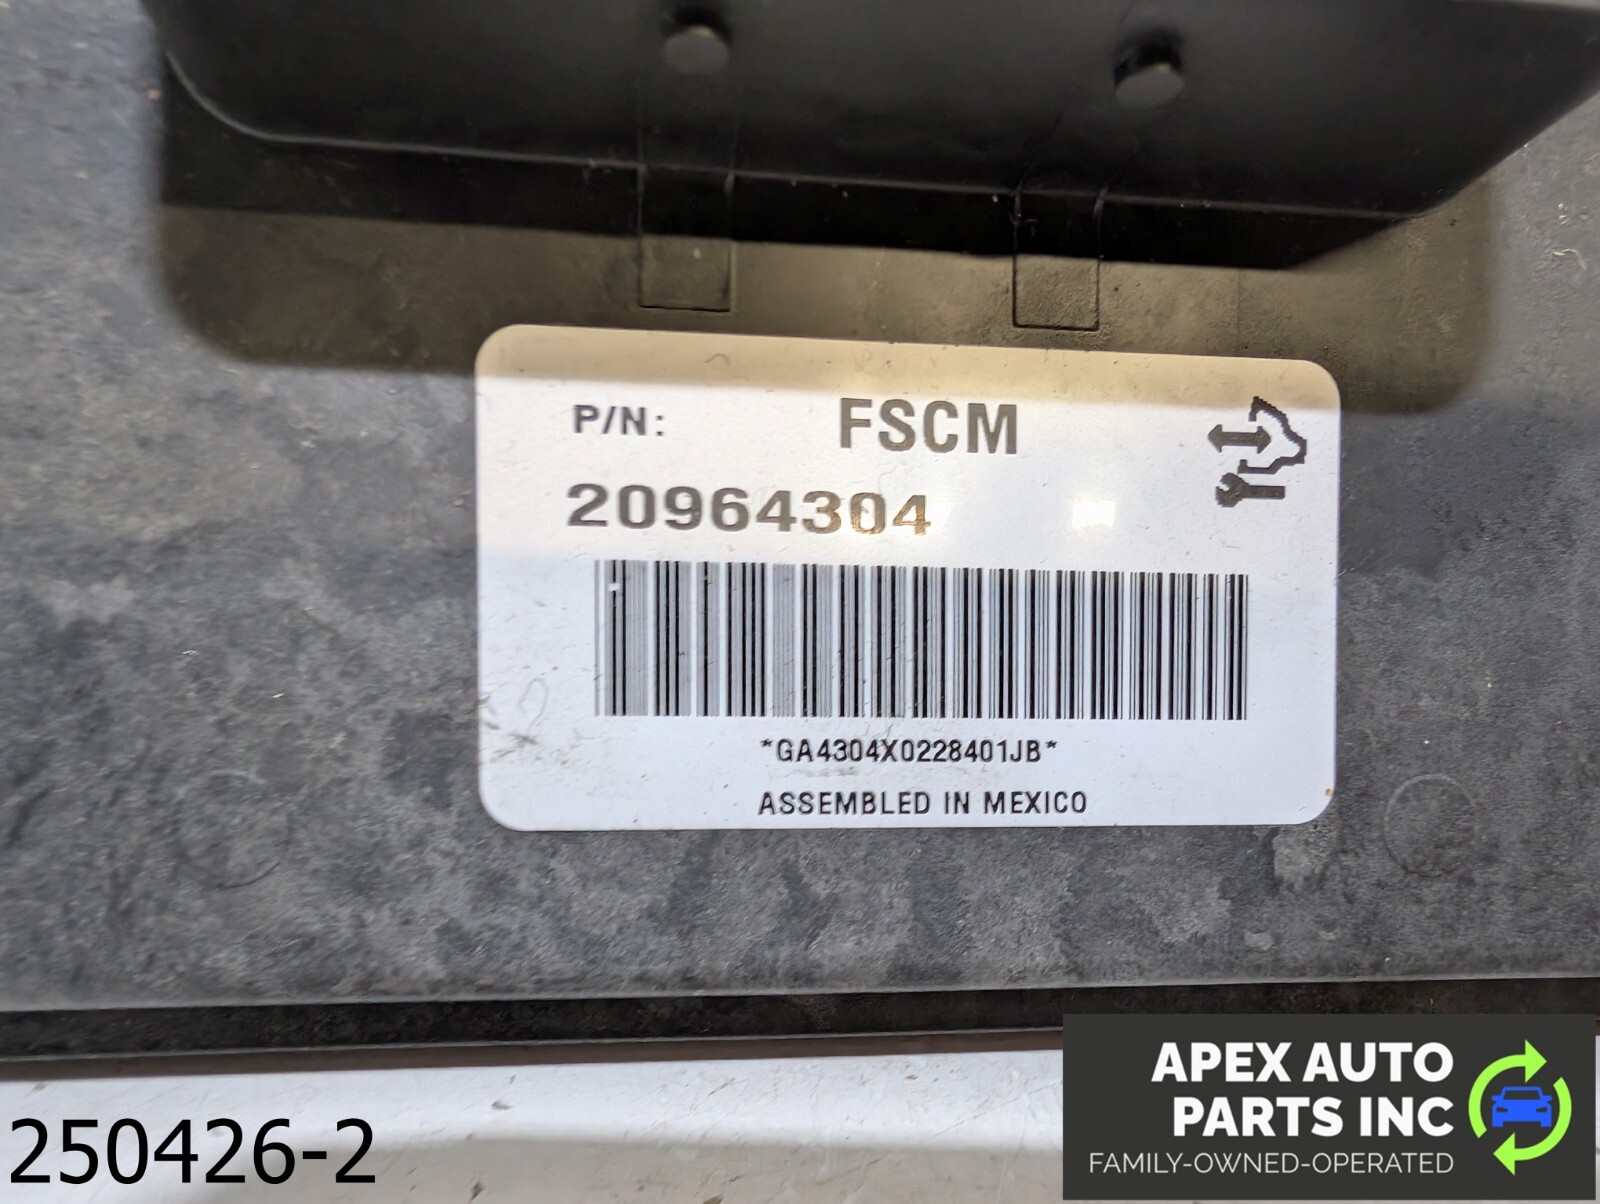 P/N: FSCM
20964304
*GA4304X0228401JB*
ASSEMBLED IN MEXICO
250426-2
APEX AUTO
PARTS INC
FAMILY-OWNED-OPERATED